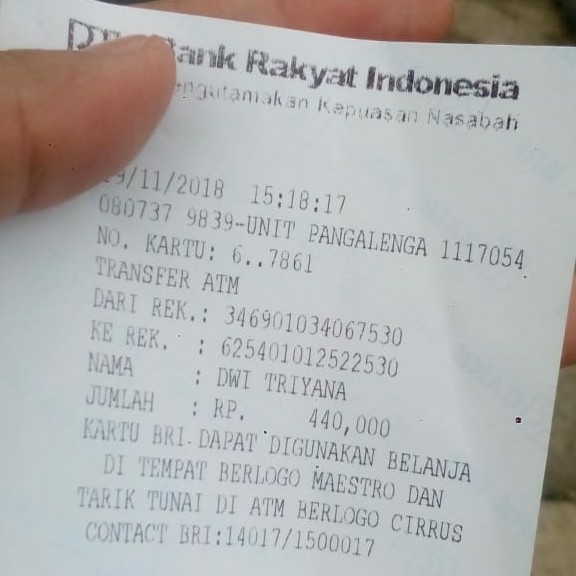 Bank Rakyat Indonesia
engutamakan Kepuasan Nasabah
19/11/2018 15:18:17
080737 9839-UNIT PANGALENGA 1117054
NO. KARTU: 6..7861
TRANSFER ATM
DARI REK.: 346901034067530
KE REK. : 625401012522530
NAMA : DWI TRIYANA
JUMLAH : RP. 440,000
KARTU BRI DAPAT DIGUNAKAN BELANJA
DI TEMPAT BERLOGO MAESTRO DAN
TARIK TUNAI DI ATM BERLOGO CIRRUS
CONTACT BRI:14017/1500017